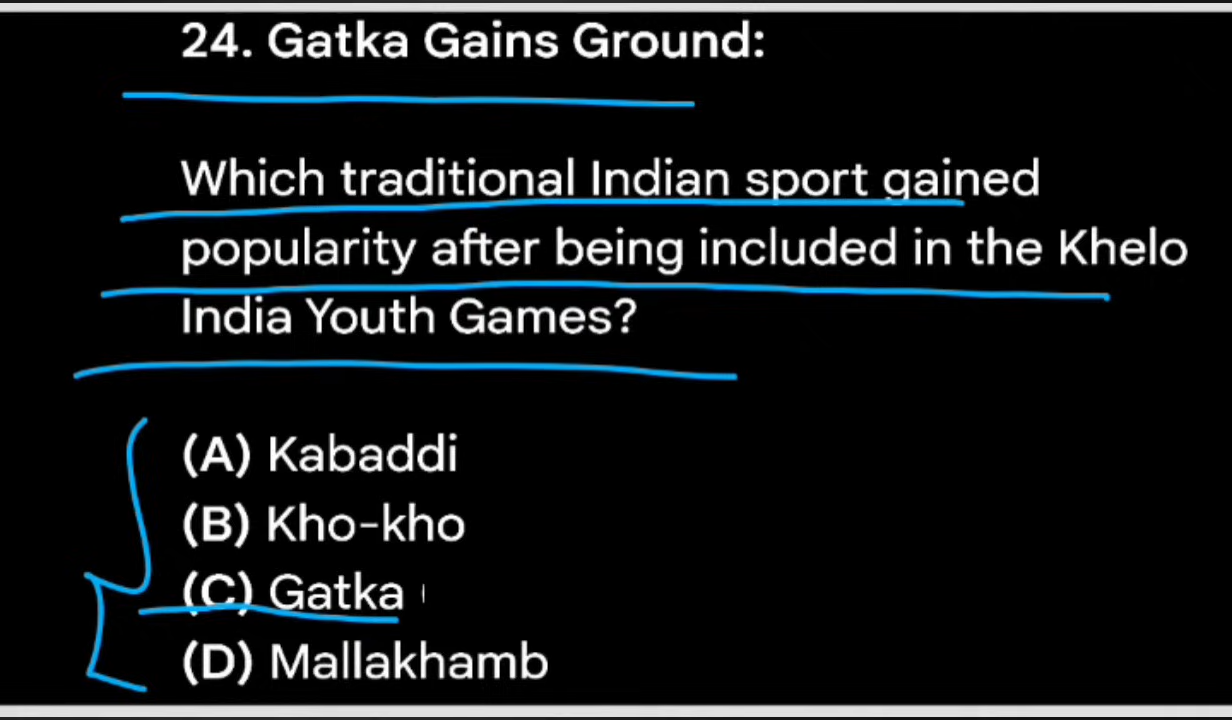 24. Gatka Gains Ground:
Which traditional Indian sport gained
popularity after being included in the Khelo
India Youth Games?
(A) Kabaddi
(B) Kho-kho
(C) Gatka
(D) Mallakhamb